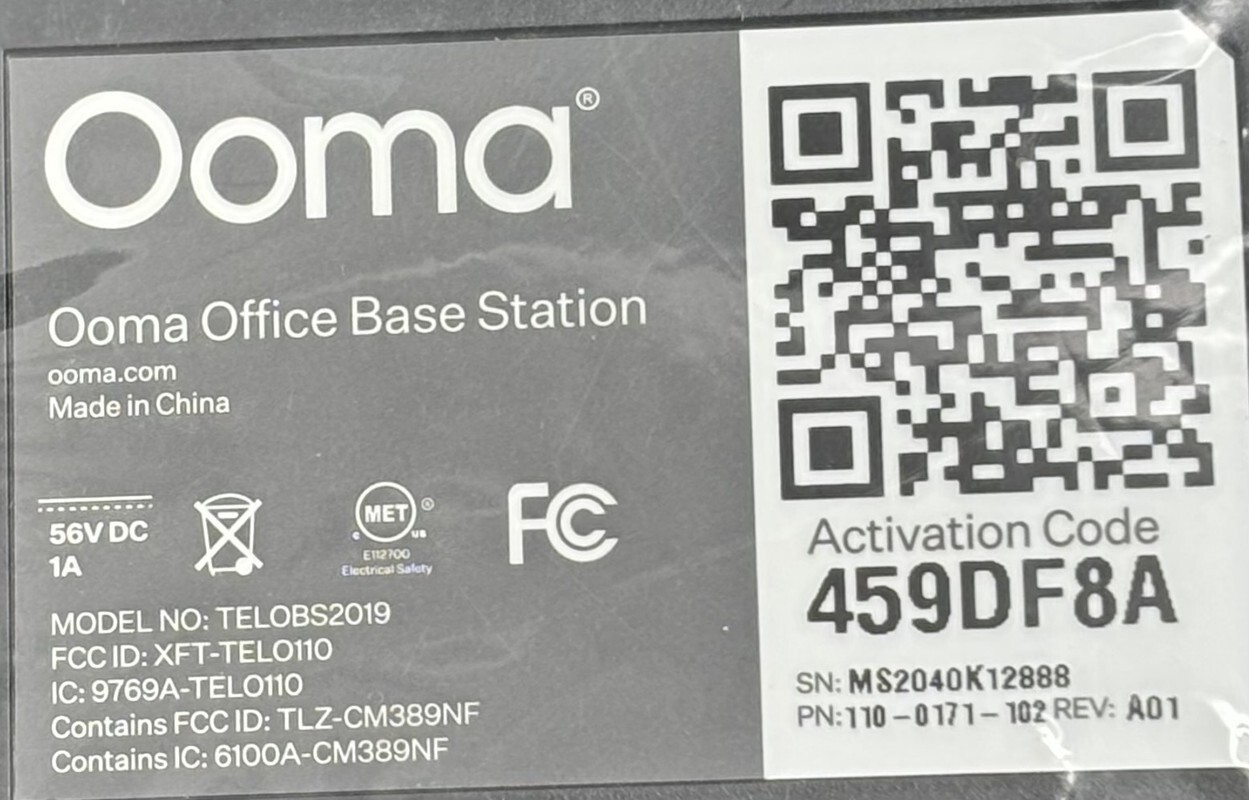 Ooma®
Ooma Office Base Station
ooma.com
Made in China
56V DC
1A
MET ®
c us
E112700
Electrical Safety
FC
MODEL NO: TELOBS2019
FCC ID: XFT-TELO110
IC: 9769A-TELO110
Contains FCC ID: TLZ-CM389NF
Contains IC: 6100A-CM389NF
Activation Code
459DF8A
SN: MS2040K12888
PN:110-0171-102 REV: A01